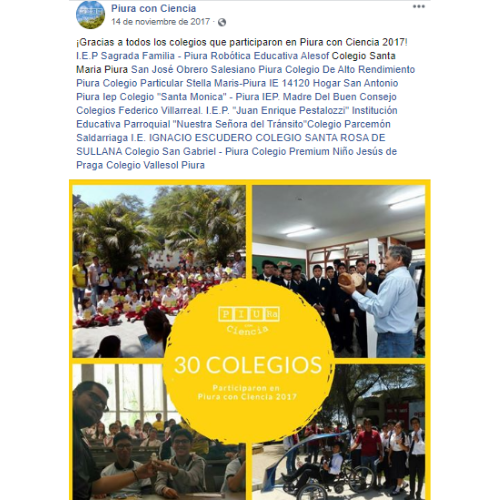 Piura con Ciencia
14 de noviembre de 2017 ·
¡Gracias a todos los colegios que participaron en Piura con Ciencia 2017!
I.E.P Sagrada Familia - Piura Robótica Educativa Alesof Colegio Santa
Maria Piura San José Obrero Salesiano Piura Colegio De Alto Rendimiento
Piura Colegio Particular Stella Maris-Piura IE 14120 Hogar San Antonio
Piura Iep Colegio "Santa Monica" - Piura IEP. Madre Del Buen Consejo
Colegios Federico Villarreal. I.E.P. "Juan Enrique Pestalozzi" Institución
Educativa Parroquial "Nuestra Señora del Tránsito"Colegio Parcemón
Saldarriaga I.E. IGNACIO ESCUDERO COLEGIO SANTA ROSA DE
SULLANA Colegio San Gabriel - Piura Colegio Premium Niño Jesús de
Praga Colegio Vallesol Piura
PIURa
con
Ciencia
30 COLEGIOS
Participaron en
Piura con Ciencia 2017